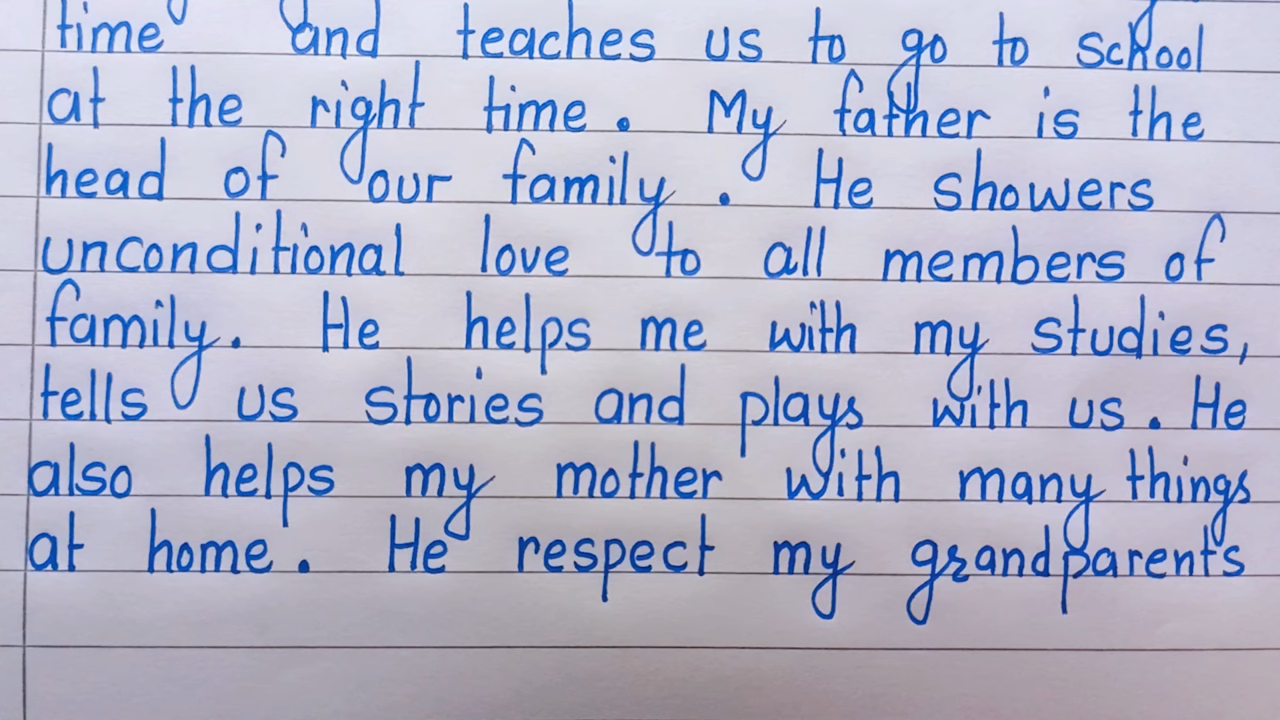 time and teaches us to go to school
at the right time. My father is the
head of our family. He showers
unconditional love to all members of
family. He helps me with my studies,
tells us stories and plays with us. He
also helps my mother with many things
at home. He respect my grandparents